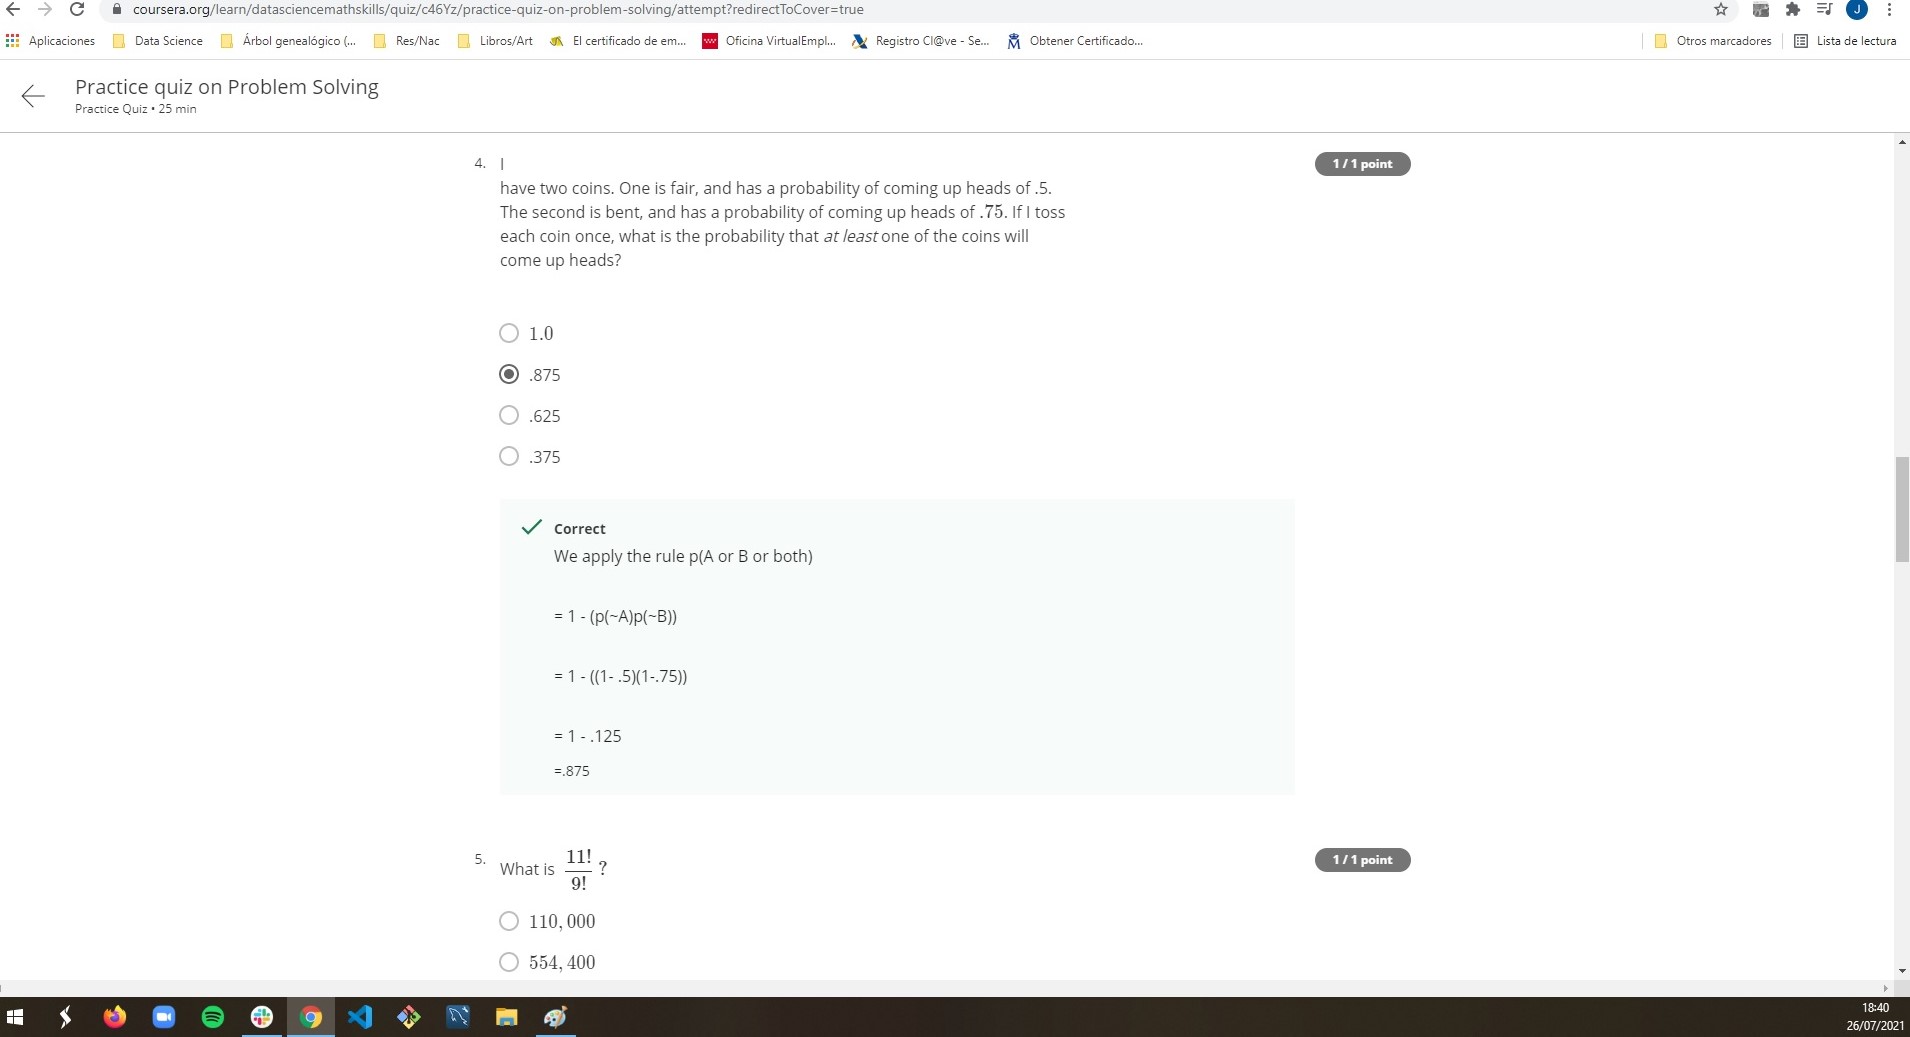 coursera.org/learn/datasciencemathskills/quiz/c46Yz/practice-quiz-on-problem-solving/attempt?redirectToCover=true
J
Aplicaciones Data Science Árbol genealógico (... Res/Nac Libros/Art El certificado de em... Oficina VirtualEmpl... Registro Cl@ve - Se... Obtener Certificado... Otros marcadores Lista de lectura
Practice quiz on Problem Solving
Practice Quiz • 25 min
4. I 1 / 1 point
have two coins. One is fair, and has a probability of coming up heads of .5.
The second is bent, and has a probability of coming up heads of .75. If I toss
each coin once, what is the probability that at least one of the coins will
come up heads?
1.0
.875
.625
.375
Correct
We apply the rule p(A or B or both)
= 1 - (p(~A)p(~B))
= 1 - ((1- .5)(1-.75))
= 1 - .125
=.875
5. What is 11!/9! ? 1 / 1 point
110,000
554,400
18:40
26/07/2021